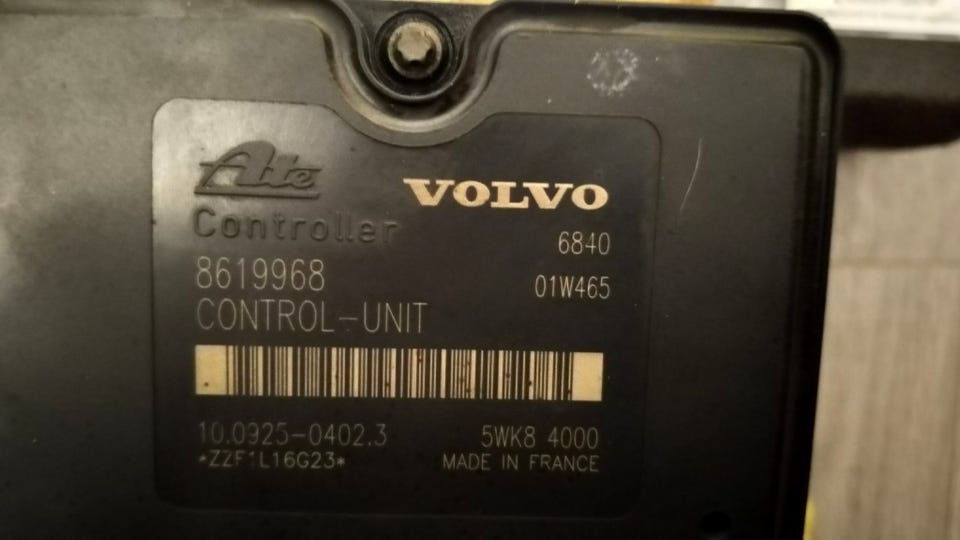 Ate
VOLVO
Controller
6840
8619968
01W465
CONTROL-UNIT
10.0925-0402.3
5WK8 4000
*Z2F1L16G23*
MADE IN FRANCE